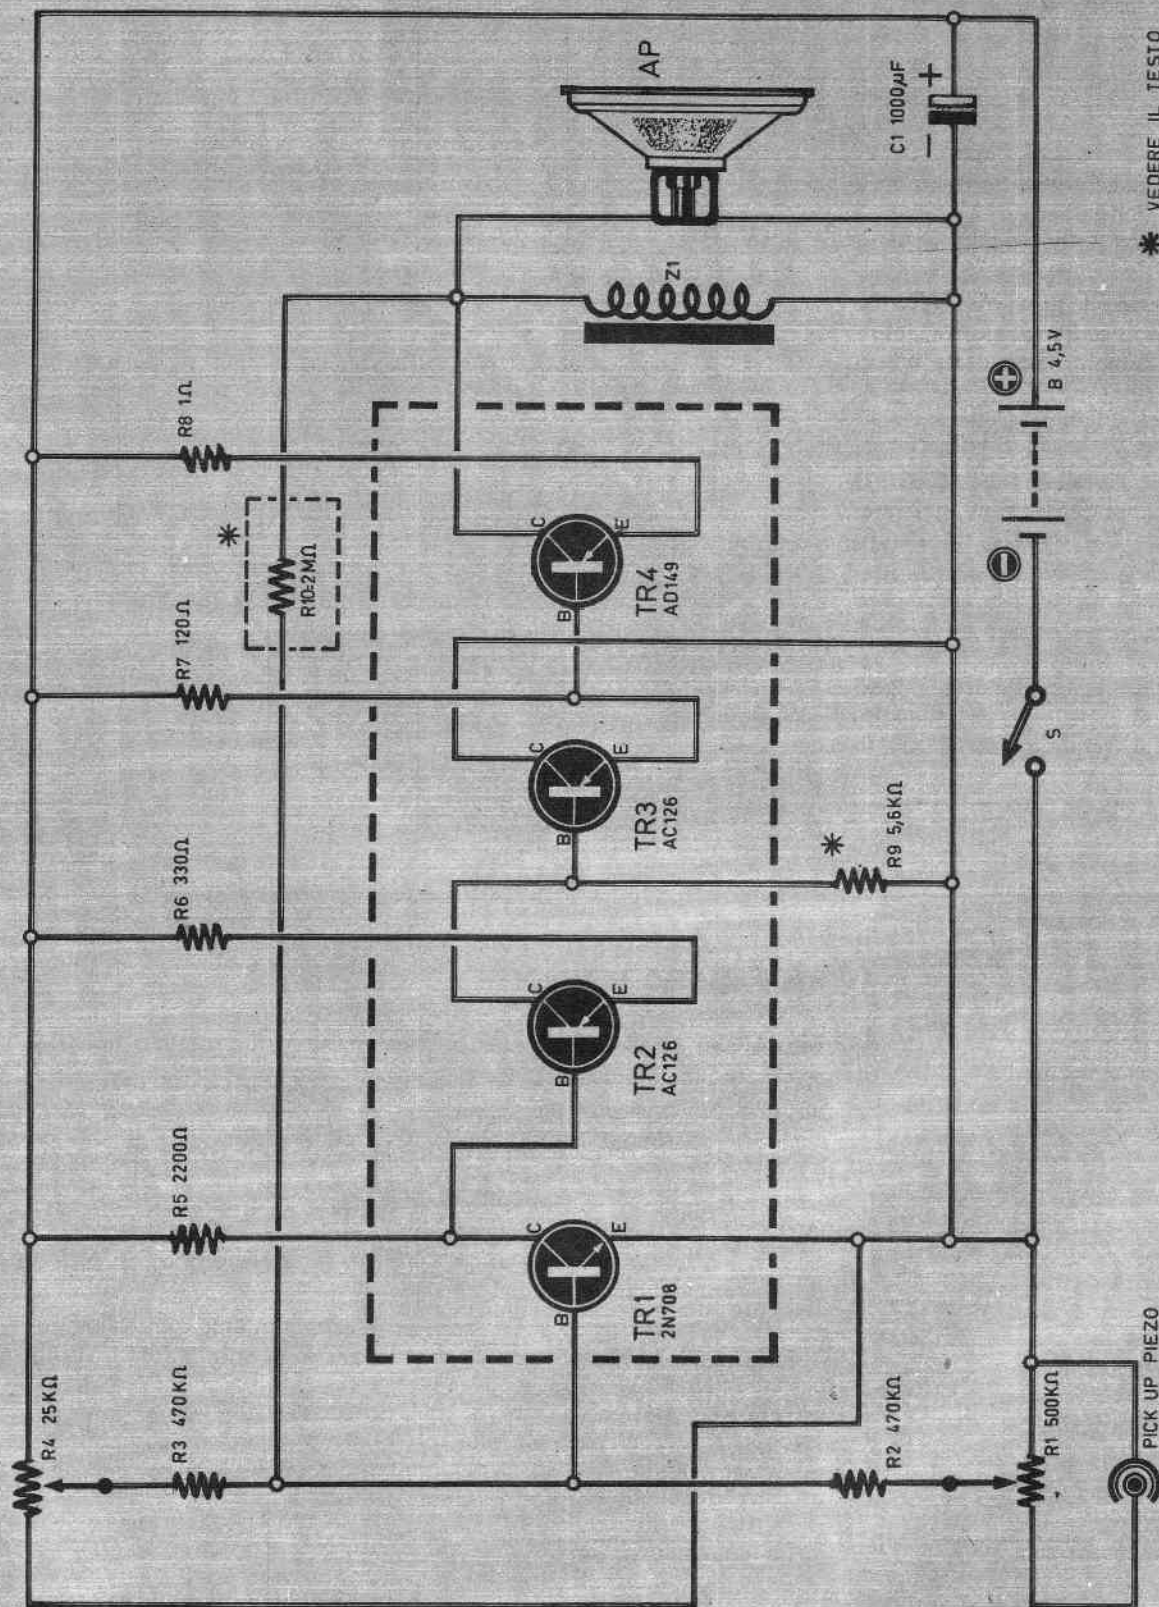 R4 25KΩ
R3 470KΩ
R5 2200Ω
R6 330Ω
R7 120Ω
*
R10=2MΩ
R8 1Ω
B
C
E
TR1
2N708
B
C
E
TR2
AC126
B
C
E
TR3
AC126
B
C
E
TR4
AD149
Z1
AP
R2 470KΩ
*
R9 5,6KΩ
C1 1000µF
+
−
R1 500KΩ
S
−
+
B 4,5V
PICK UP PIEZO
* VEDERE IL TESTO